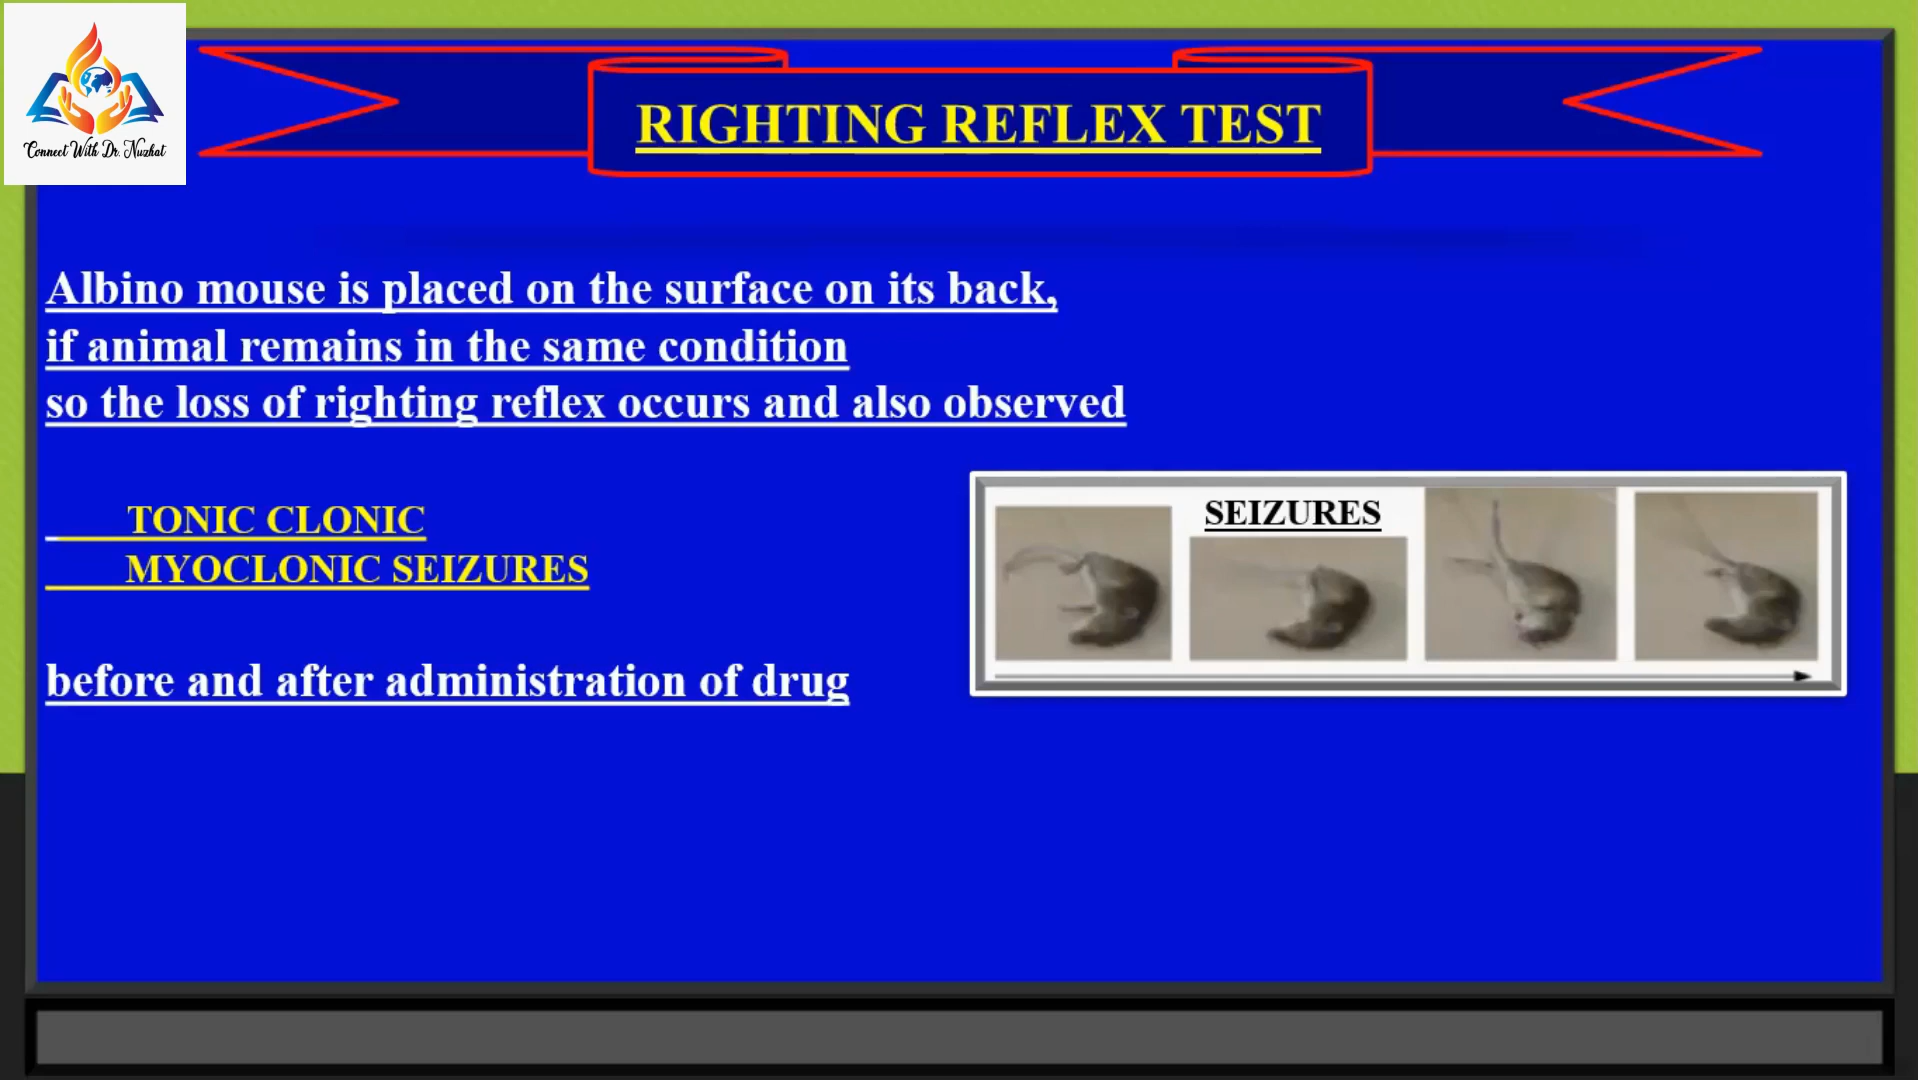 Connect With Dr. Nuzhat
RIGHTING REFLEX TEST
Albino mouse is placed on the surface on its back,
if animal remains in the same condition
so the loss of righting reflex occurs and also observed
TONIC CLONIC
MYOCLONIC SEIZURES
SEIZURES
before and after administration of drug